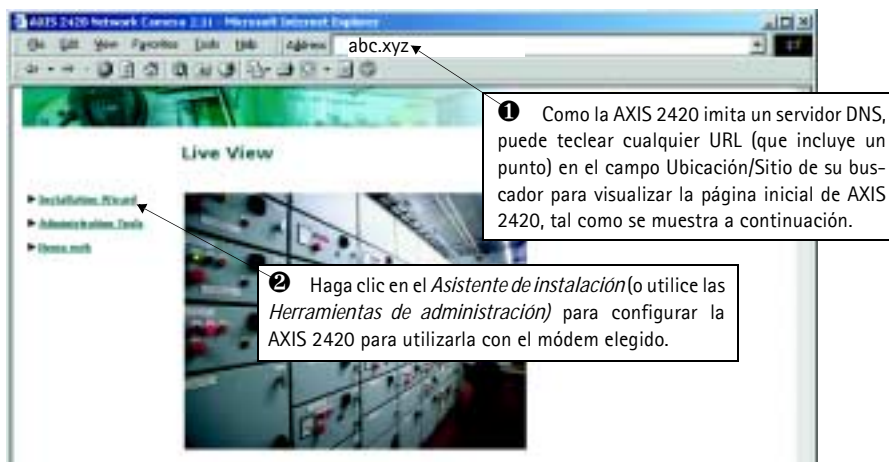 AXIS 2420 Network Camera 2.31 - Microsoft Internet Explorer
File Edit View Favorites Tools Help Address abc.xyz
❶ Como la AXIS 2420 imita un servidor DNS,
puede teclear cualquier URL (que incluye un
punto) en el campo Ubicación/Sitio de su bus-
cador para visualizar la página inicial de AXIS
2420, tal como se muestra a continuación.
Live View
► Installation Wizard
► Administration Tools
► Home
❷ Haga clic en el Asistente de instalación (o utilice las
Herramientas de administración) para configurar la
AXIS 2420 para utilizarla con el módem elegido.